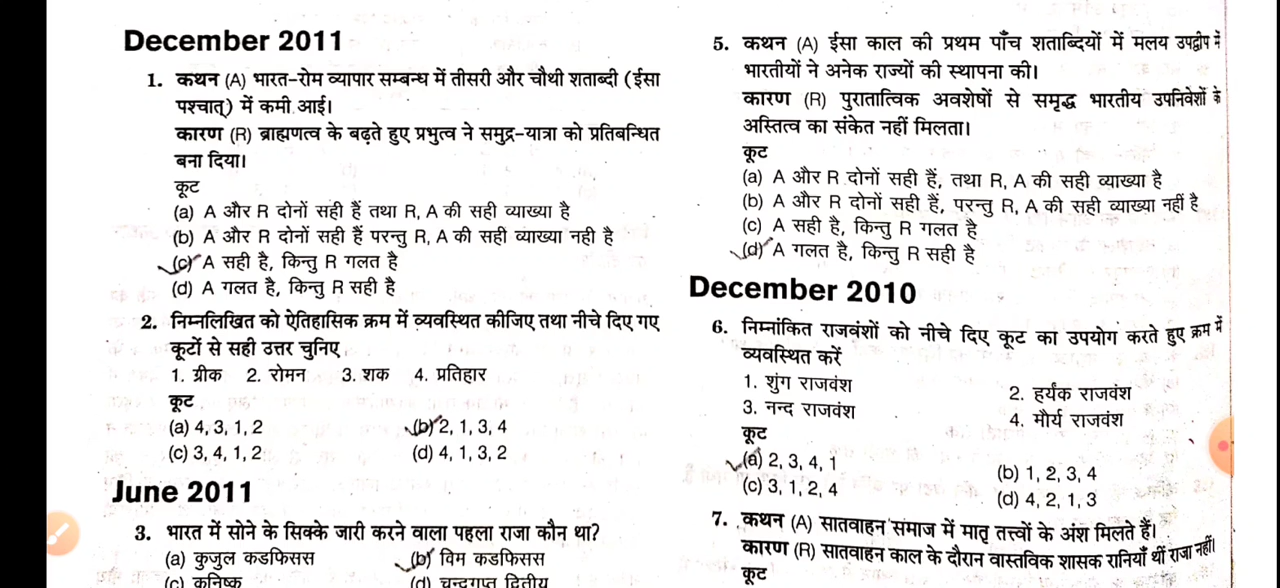 December 2011
1. कथन (A) भारत-रोम व्यापार सम्बन्ध में तीसरी और चौथी शताब्दी (ईसा
पश्चात्) में कमी आई।
कारण (R) ब्राह्मणत्व के बढ़ते हुए प्रभुत्व ने समुद्र-यात्रा को प्रतिबन्धित
बना दिया।
कूट
(a) A और R दोनों सही हैं तथा R, A की सही व्याख्या है
(b) A और R दोनों सही हैं परन्तु R, A की सही व्याख्या नही है
(c) A सही है, किन्तु R गलत है
(d) A गलत है, किन्तु R सही है
2. निम्नलिखित को ऐतिहासिक क्रम में व्यवस्थित कीजिए तथा नीचे दिए गए
कूटों से सही उत्तर चुनिए
1. ग्रीक 2. रोमन 3. शक 4. प्रतिहार
कूट
(a) 4, 3, 1, 2 (b) 2, 1, 3, 4
(c) 3, 4, 1, 2 (d) 4, 1, 3, 2
June 2011
3. भारत में सोने के सिक्के जारी करने वाला पहला राजा कौन था?
(a) कुजुल कडफिसस (b) विम कडफिसस
(c) कनिष्क (d) चन्द्रगुप्त द्वितीय
5. कथन (A) ईसा काल की प्रथम पाँच शताब्दियों में मलय उपद्वीप में
भारतीयों ने अनेक राज्यों की स्थापना की।
कारण (R) पुरातात्विक अवशेषों से समृद्ध भारतीय उपनिवेशों के
अस्तित्व का संकेत नहीं मिलता।
कूट
(a) A और R दोनों सही हैं, तथा R, A की सही व्याख्या है
(b) A और R दोनों सही हैं, परन्तु R, A की सही व्याख्या नहीं है
(c) A सही है, किन्तु R गलत है
(d) A गलत है, किन्तु R सही है
December 2010
6. निम्नांकित राजवंशों को नीचे दिए कूट का उपयोग करते हुए क्रम में
व्यवस्थित करें
1. शुंग राजवंश 2. हर्यंक राजवंश
3. नन्द राजवंश 4. मौर्य राजवंश
कूट
(a) 2, 3, 4, 1 (b) 1, 2, 3, 4
(c) 3, 1, 2, 4 (d) 4, 2, 1, 3
7. कथन (A) सातवाहन समाज में मातृ तत्त्वों के अंश मिलते हैं।
कारण (R) सातवाहन काल के दौरान वास्तविक शासक रानियाँ थीं राजा नहीं।
कूट